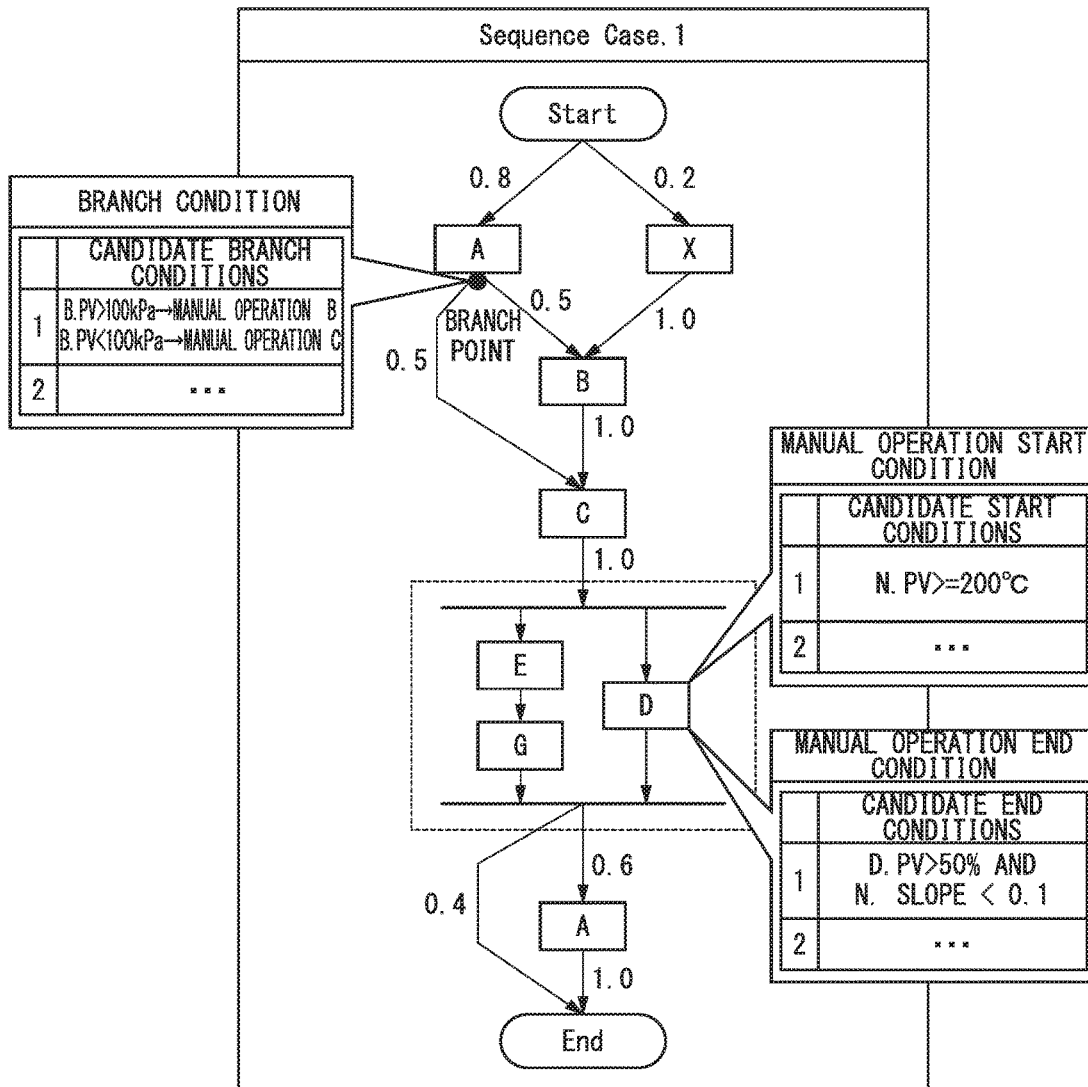 Sequence Case.1
Start
0.8
0.2
BRANCH CONDITION
CANDIDATE BRANCH
CONDITIONS
1
B.PV>100kPa→MANUAL OPERATION B
B.PV<100kPa→MANUAL OPERATION C
2
...
A
X
0.5
BRANCH
POINT
1.0
0.5
B
1.0
C
1.0
MANUAL OPERATION START
CONDITION
CANDIDATE START
CONDITIONS
1
N.PV>=200℃
2
...
E
D
G
MANUAL OPERATION END
CONDITION
CANDIDATE END
CONDITIONS
1
D.PV>50% AND
N. SLOPE < 0.1
2
...
0.6
0.4
A
1.0
End